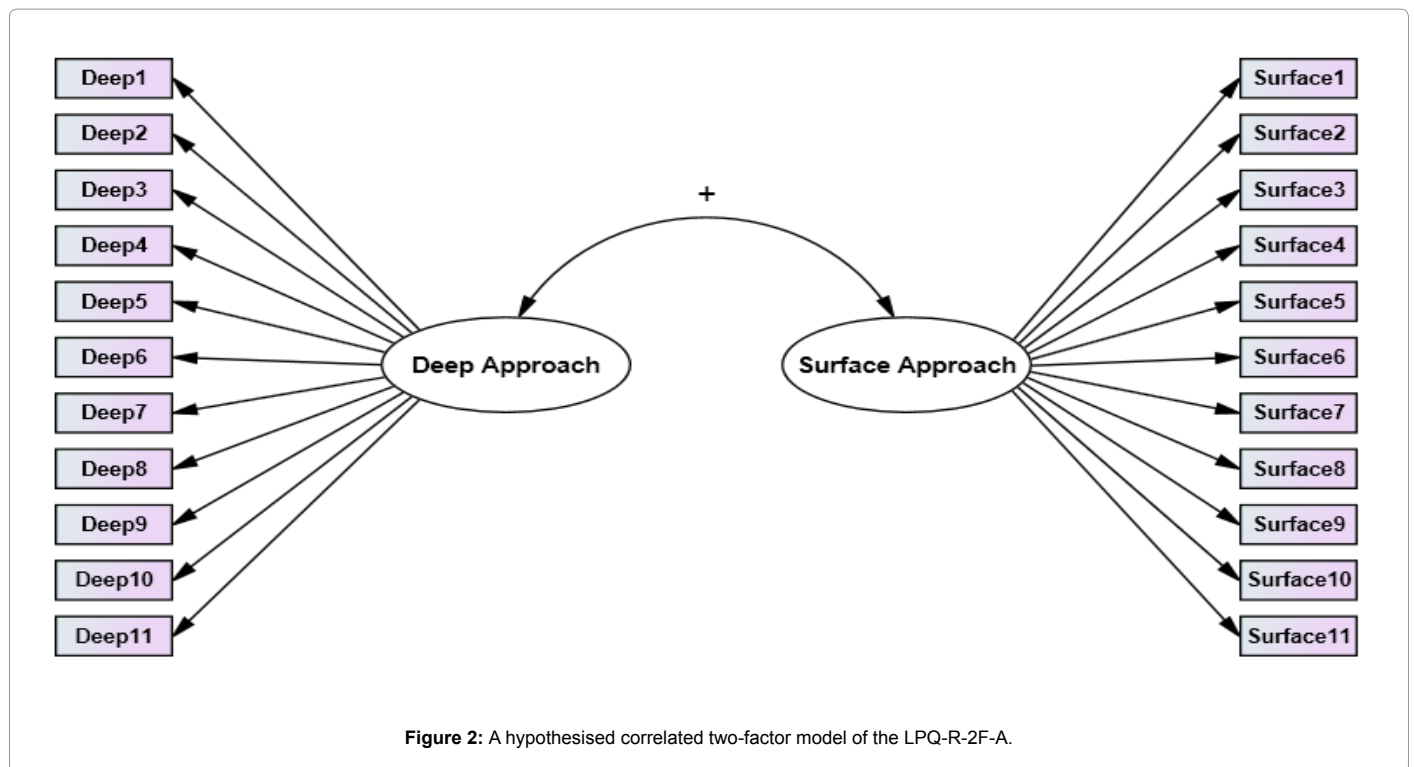 Deep1
Deep2
Deep3
Deep4
Deep5
Deep6
Deep7
Deep8
Deep9
Deep10
Deep11
+
Deep Approach
Surface Approach
Surface1
Surface2
Surface3
Surface4
Surface5
Surface6
Surface7
Surface8
Surface9
Surface10
Surface11
Figure 2: A hypothesised correlated two-factor model of the LPQ-R-2F-A.